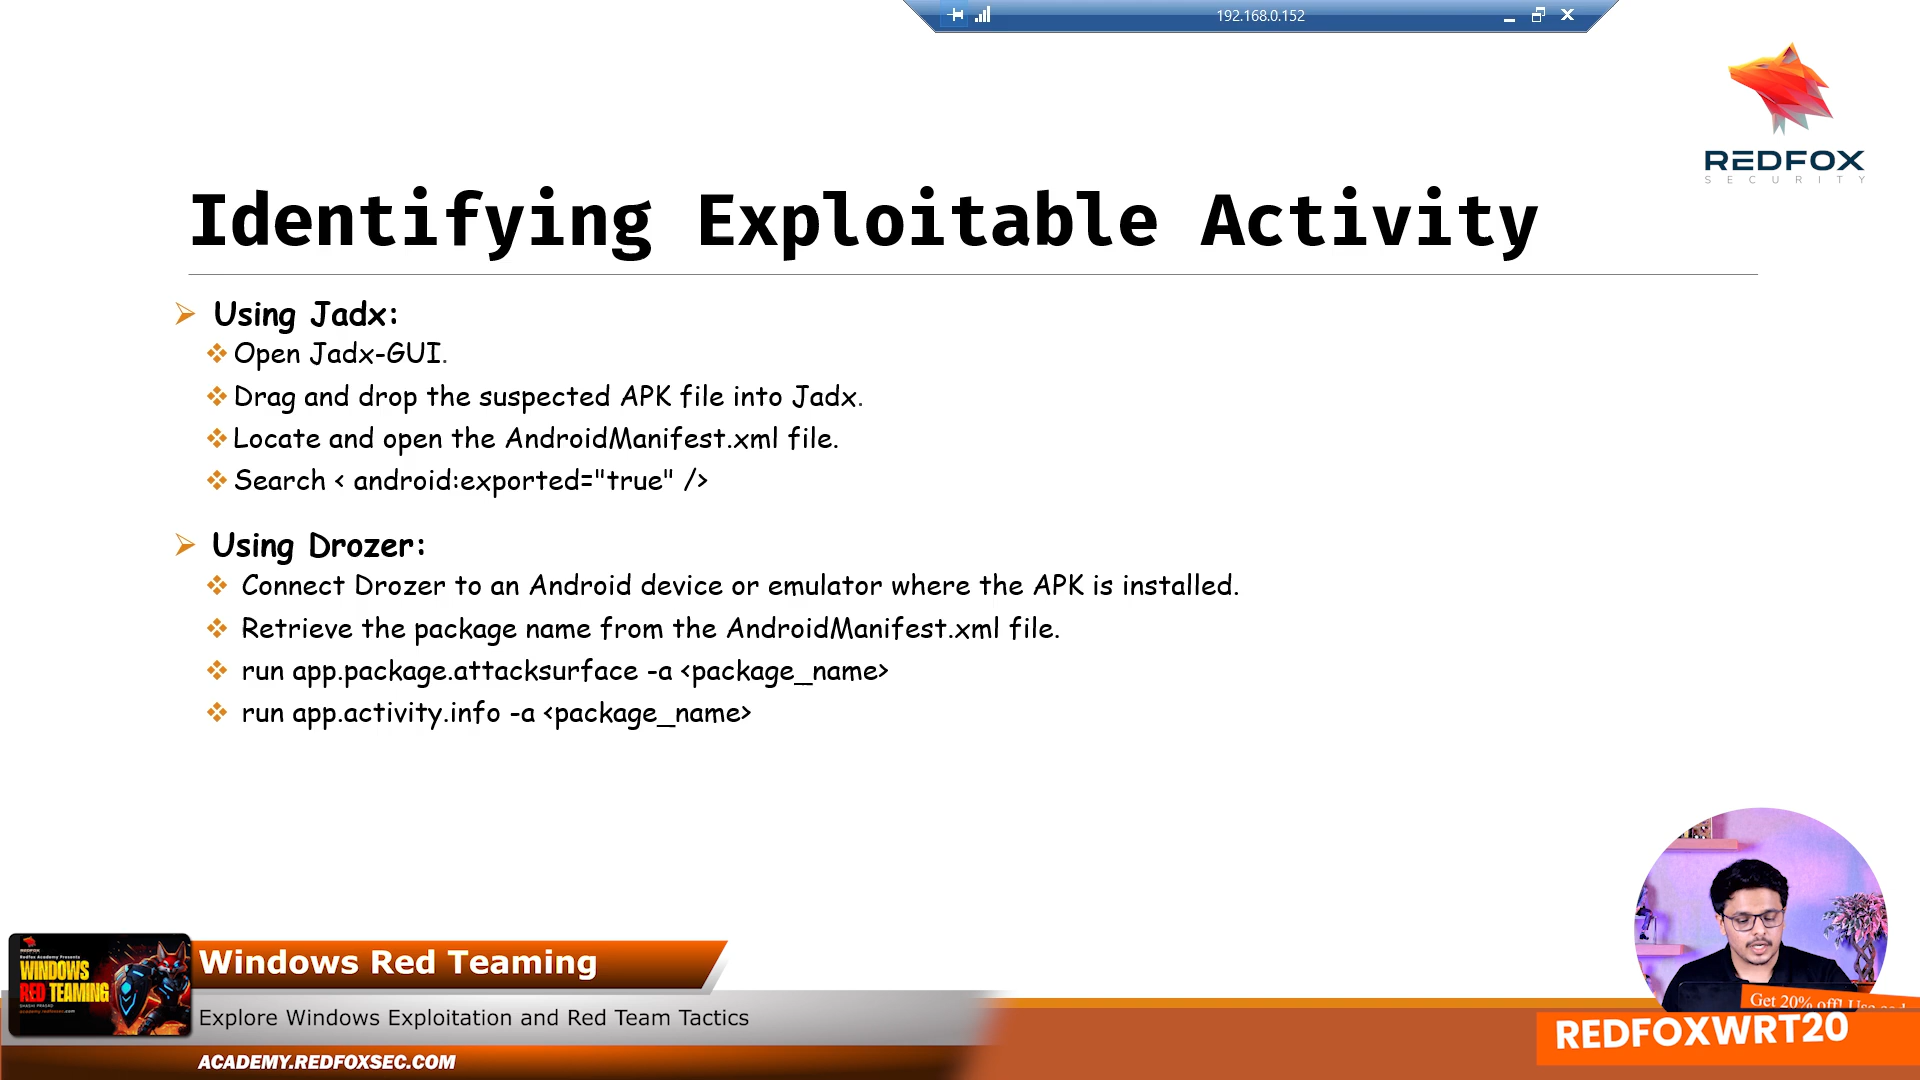 192.168.0.152
REDFOX
SECURITY
Identifying Exploitable Activity
Using Jadx:
Open Jadx-GUI.
Drag and drop the suspected APK file into Jadx.
Locate and open the AndroidManifest.xml file.
Search < android:exported="true" />
Using Drozer:
Connect Drozer to an Android device or emulator where the APK is installed.
Retrieve the package name from the AndroidManifest.xml file.
run app.package.attacksurface -a <package_name>
run app.activity.info -a <package_name>
WINDOWS
RED TEAMING
Windows Red Teaming
Explore Windows Exploitation and Red Team Tactics
ACADEMY.REDFOXSEC.COM
Get 20% off! Use code
REDFOXWRT20